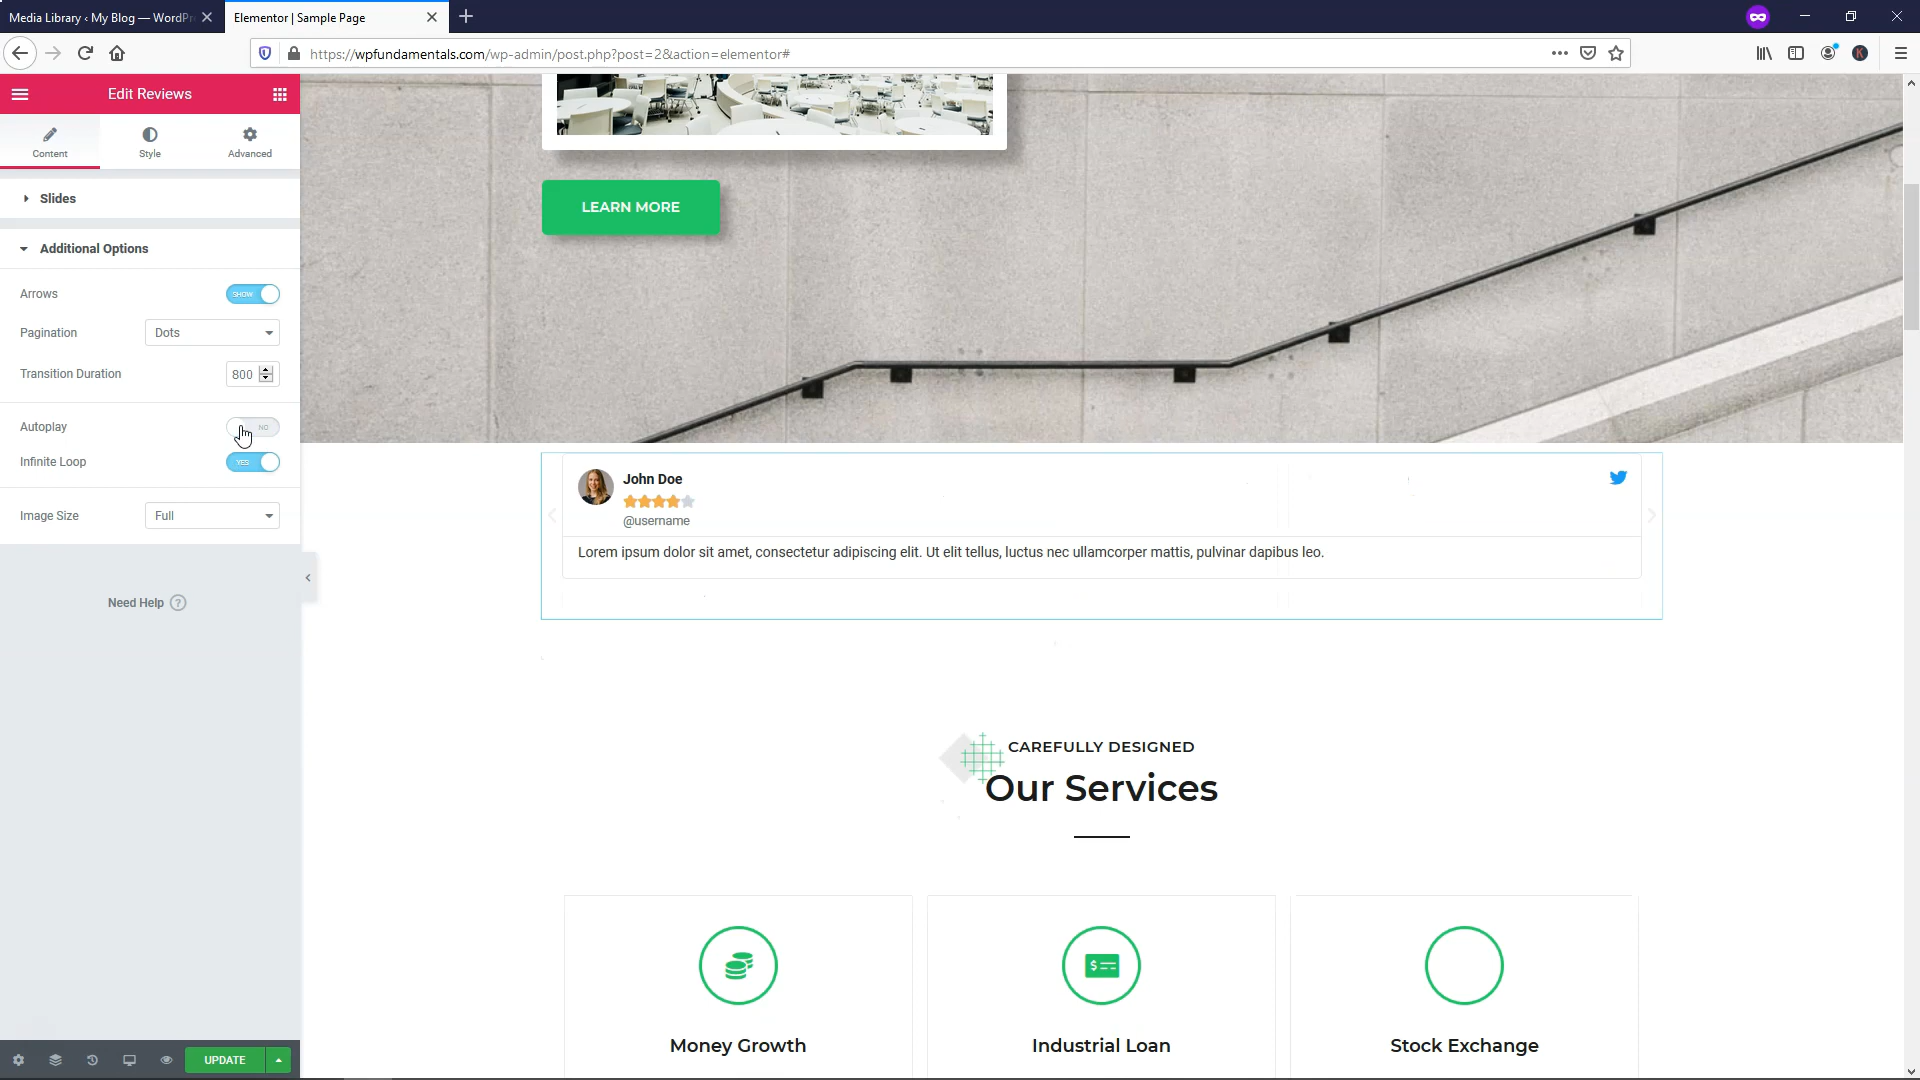 Media Library ‹ My Blog — WordPr
Elementor | Sample Page
https://wpfundamentals.com/wp-admin/post.php?post=2&action=elementor#
Edit Reviews
Content
Style
Advanced
Slides
Additional Options
Arrows
SHOW
Pagination
Dots
Transition Duration
800
Autoplay
NO
Infinite Loop
YES
Image Size
Full
Need Help ?
UPDATE
LEARN MORE
John Doe
@username
Lorem ipsum dolor sit amet, consectetur adipiscing elit. Ut elit tellus, luctus nec ullamcorper mattis, pulvinar dapibus leo.
CAREFULLY DESIGNED
Our Services
Money Growth
Industrial Loan
Stock Exchange